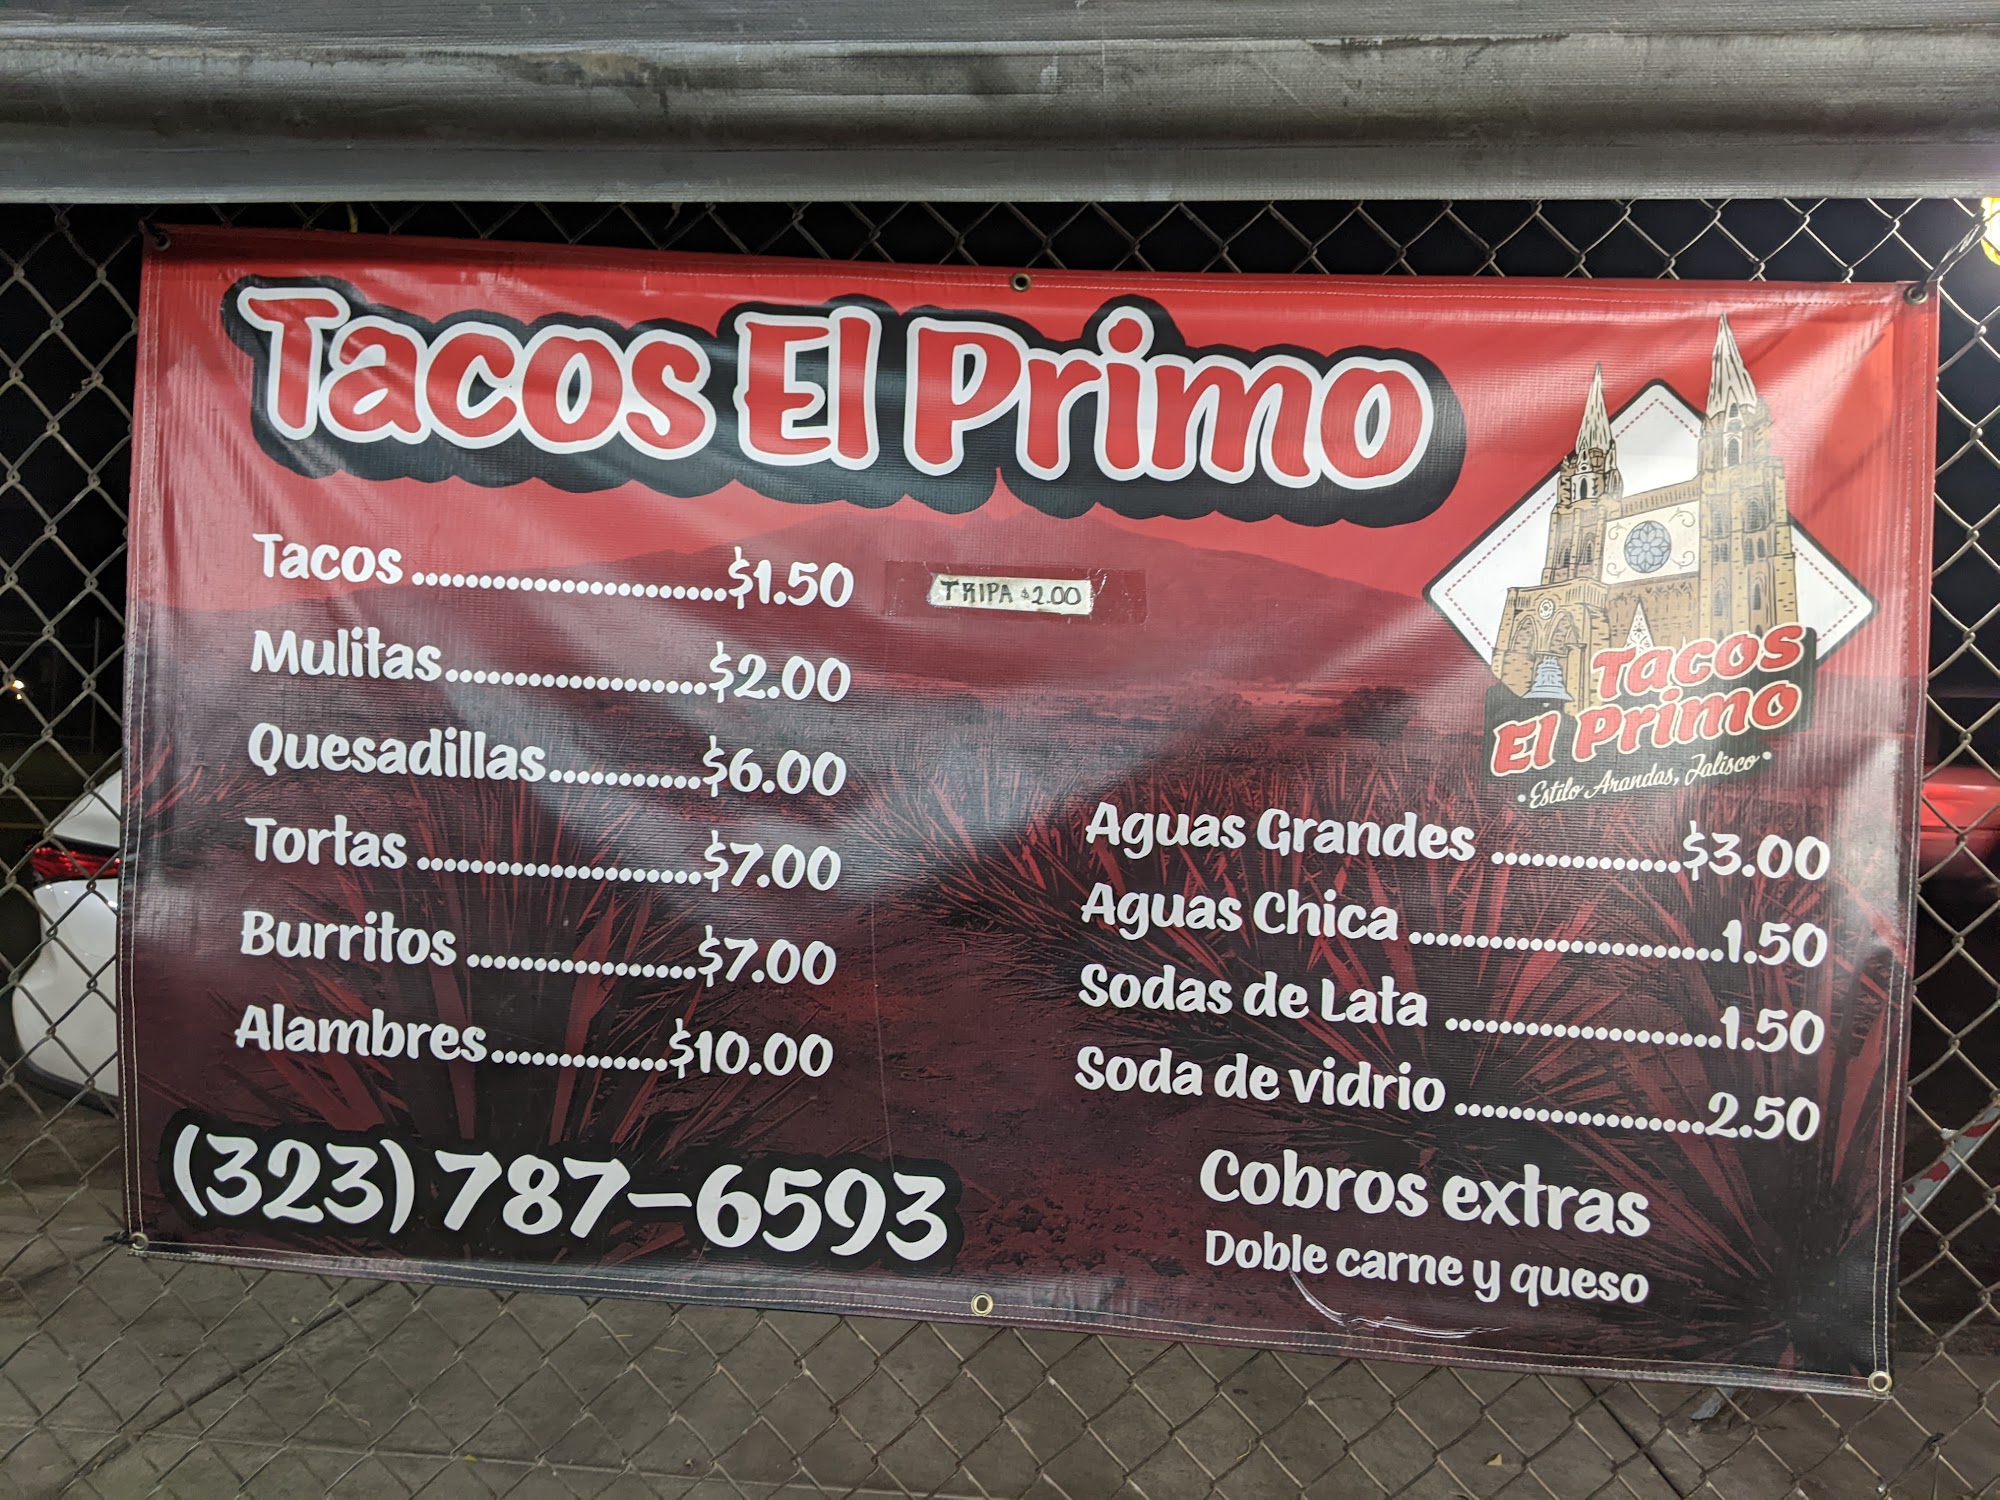 Tacos El Primo
Tacos.......................$1.50
TRIPA $2.00
Mulitas...................$2.00
Quesadillas...........$6.00
Tortas.....................$7.00
Burritos.................$7.00
Alambres.............$10.00
(323) 787-6593
Tacos
El Primo
• Estilo Arandas, Jalisco •
Aguas Grandes..............$3.00
Aguas Chica.......................1.50
Sodas de Lata.....................1.50
Soda de vidrio...................2.50
Cobros extras
Doble carne y queso